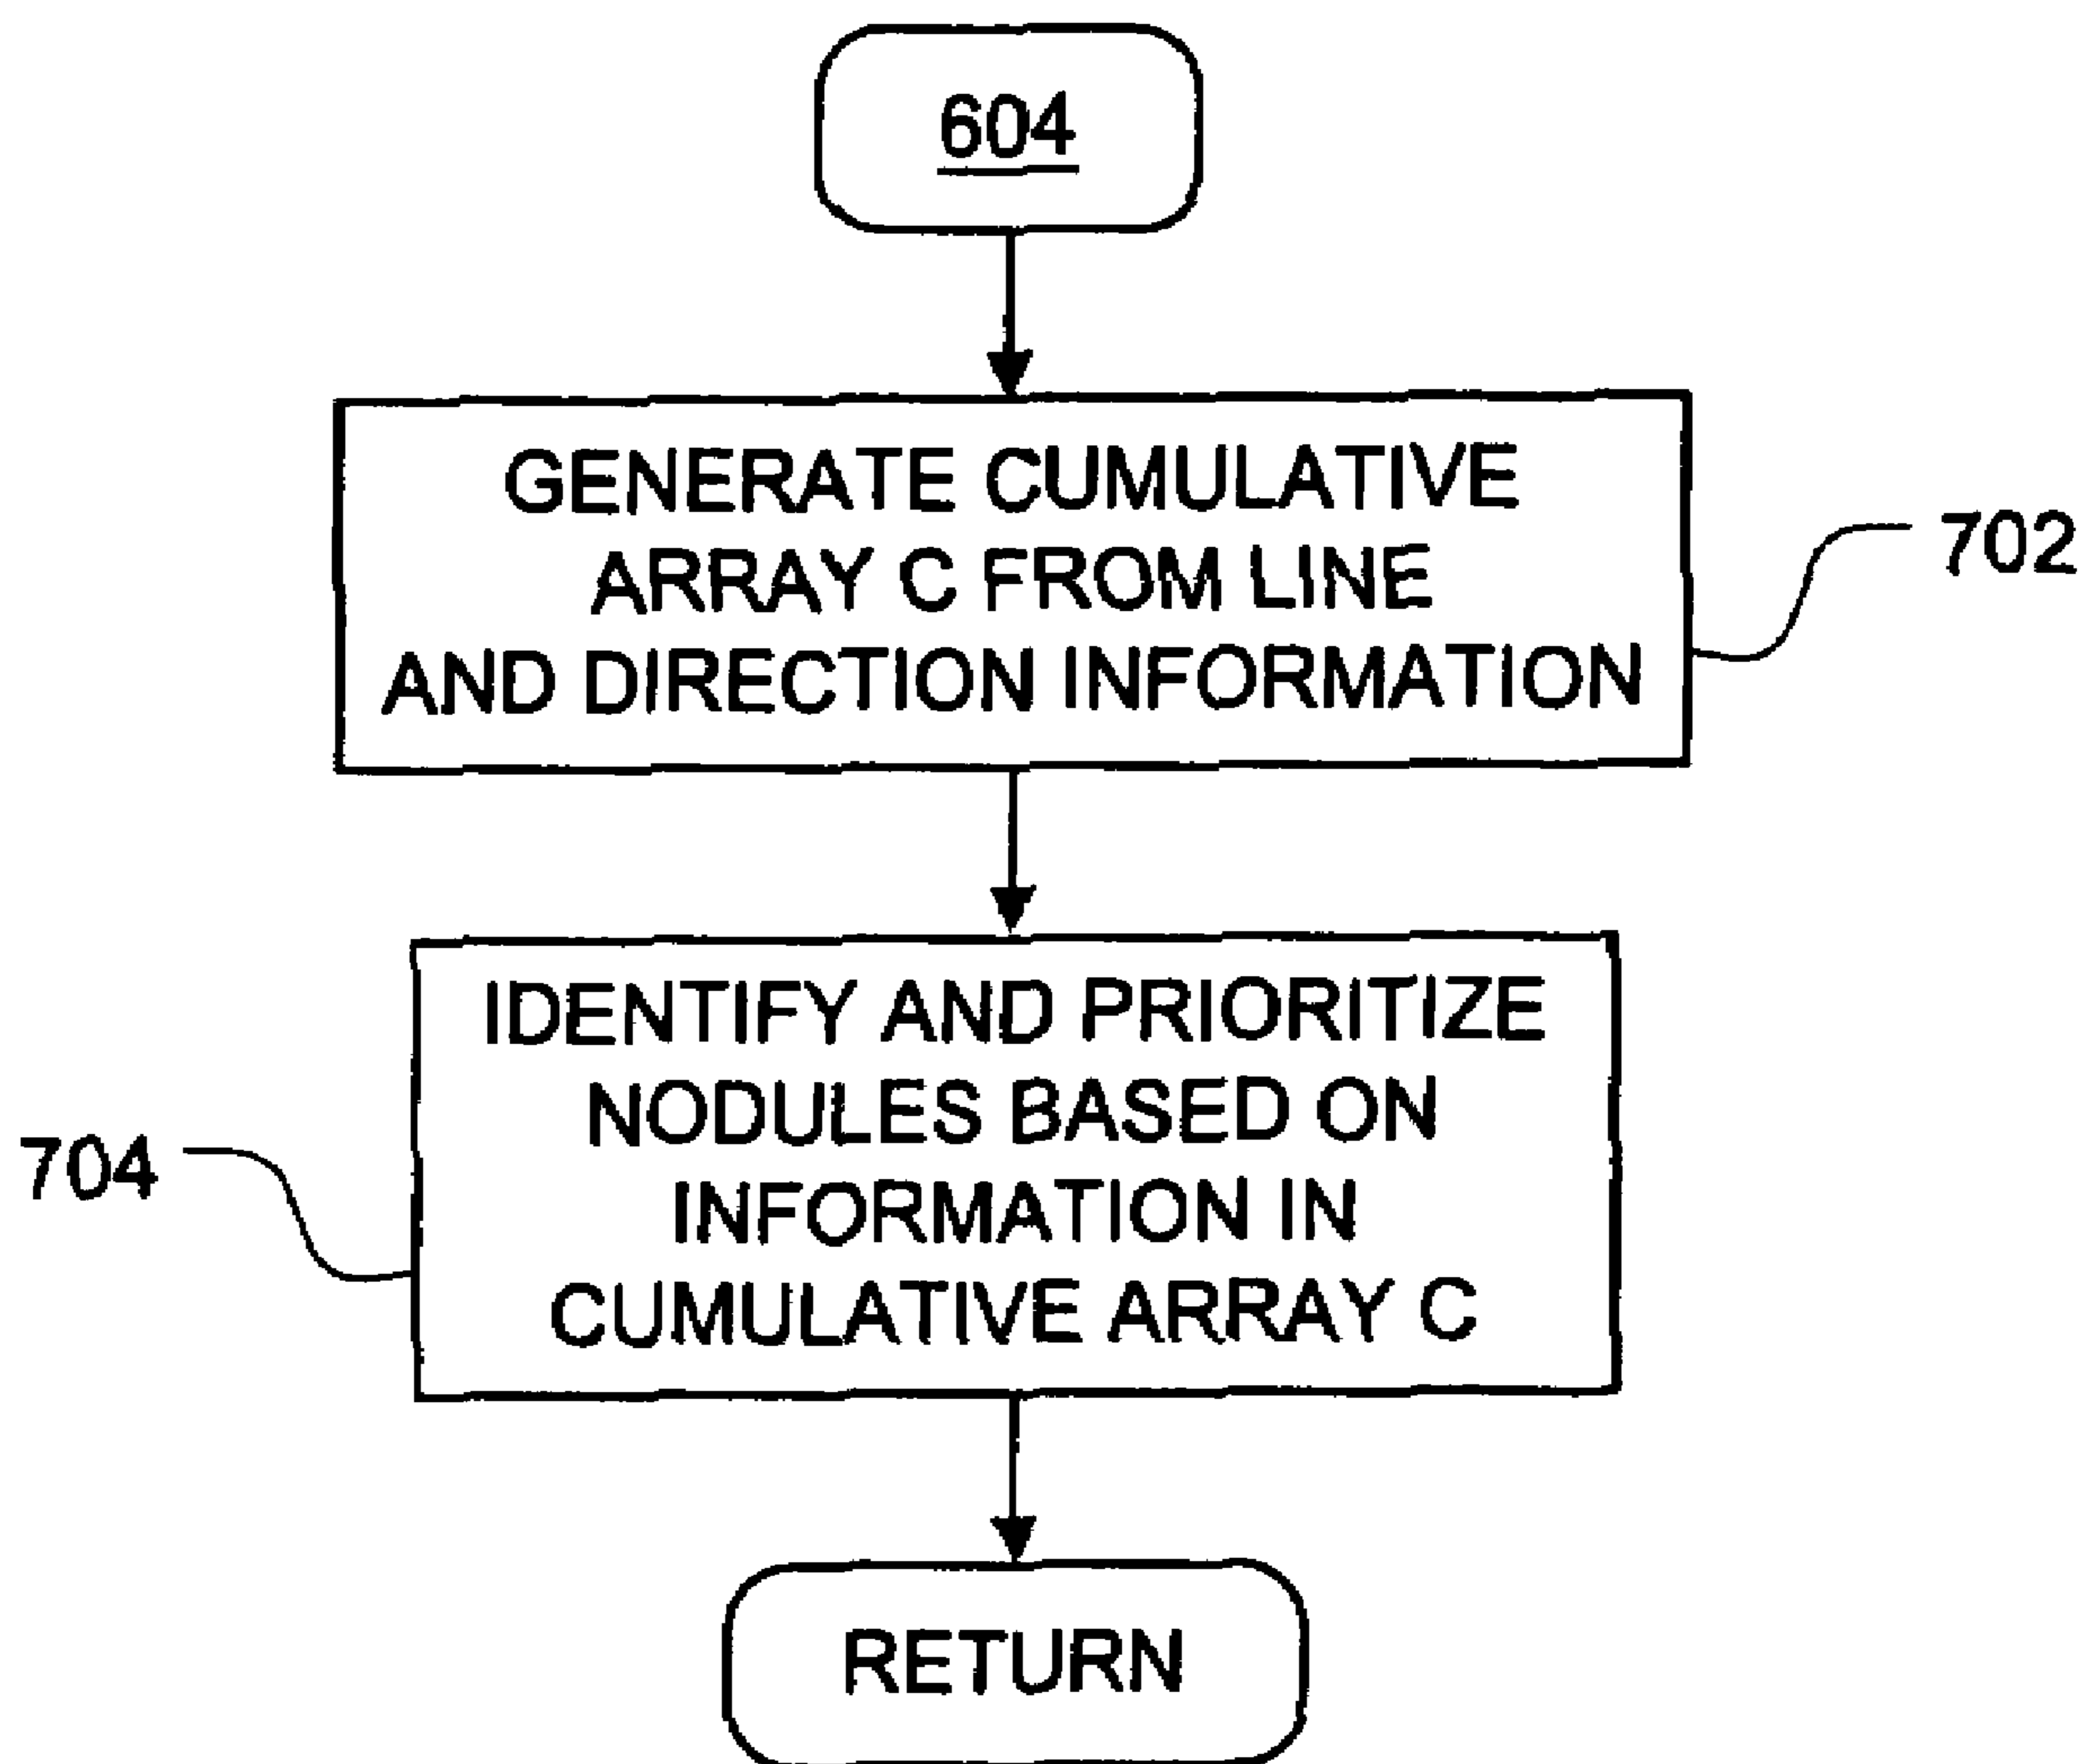 604
GENERATE CUMULATIVE
ARRAY C FROM LINE
AND DIRECTION INFORMATION
702
IDENTIFY AND PRIORITIZE
NODULES BASED ON
INFORMATION IN
CUMULATIVE ARRAY C
704
RETURN